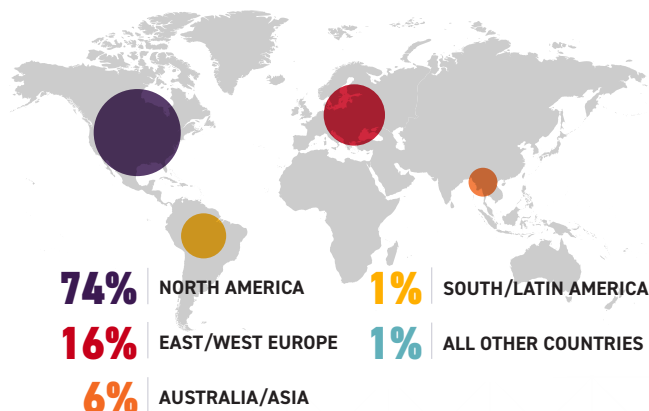 74% NORTH AMERICA
16% EAST/WEST EUROPE
6% AUSTRALIA/ASIA
1% SOUTH/LATIN AMERICA
1% ALL OTHER COUNTRIES